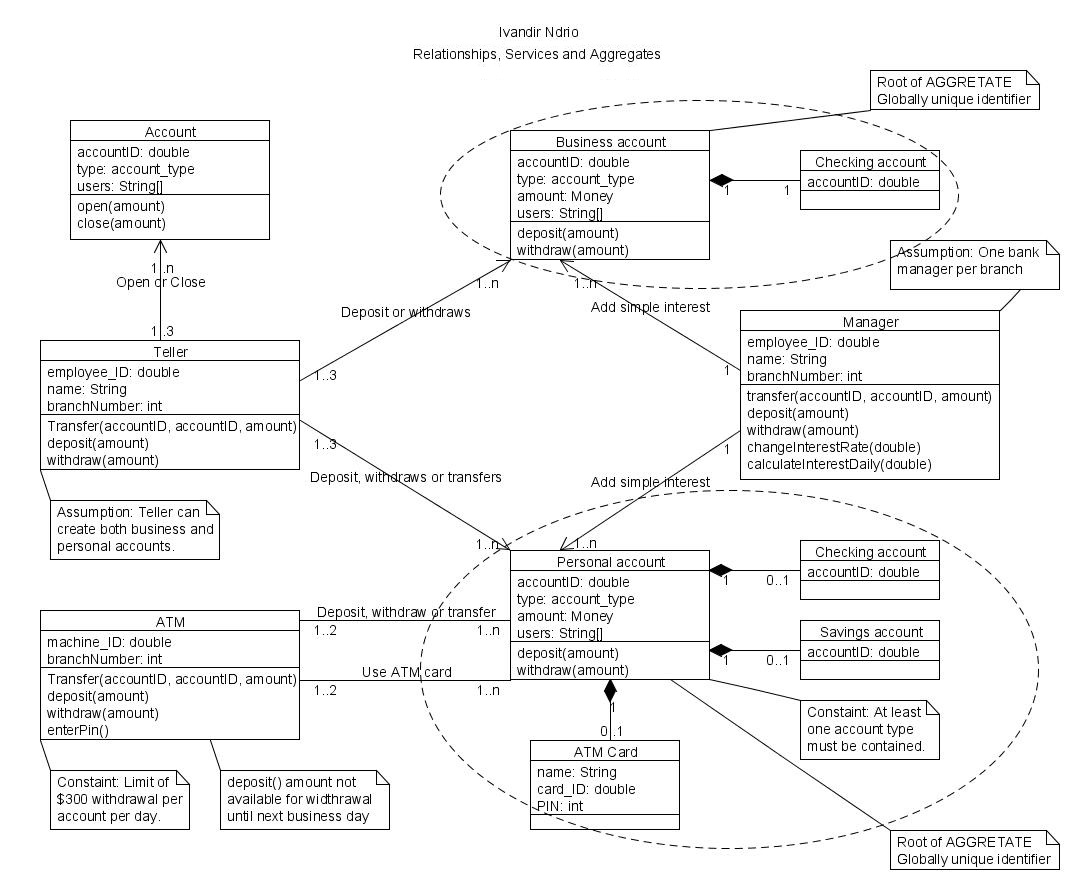 Ivandir Ndrio
Relationships, Services and Aggregates
Root of AGGRETATE
Globally unique identifier
Account
accountID: double
type: account_type
users: String[]
open(amount)
close(amount)
Business account
accountID: double
type: account_type
amount: Money
users: String[]
deposit(amount)
withdraw(amount)
1
1
Checking account
accountID: double
Assumption: One bank
manager per branch
1..n
Open or Close
1..3
1..n
1..n
Deposit or withdraws
Add simple interest
1..3
1
Manager
employee_ID: double
name: String
branchNumber: int
transfer(accountID, accountID, amount)
deposit(amount)
withdraw(amount)
changeInterestRate(double)
calculateInterestDaily(double)
Teller
employee_ID: double
name: String
branchNumber: int
Transfer(accountID, accountID, amount)
deposit(amount)
withdraw(amount)
1..3
1
Deposit, withdraws or transfers
Add simple interest
Assumption: Teller can
create both business and
personal accounts.
1..n
1..n
Personal account
accountID: double
type: account_type
amount: Money
users: String[]
deposit(amount)
withdraw(amount)
1
0..1
Checking account
accountID: double
1
0..1
Savings account
accountID: double
Deposit, withdraw or transfer
1..2
1..n
Use ATM card
1..2
1..n
ATM
machine_ID: double
branchNumber: int
Transfer(accountID, accountID, amount)
deposit(amount)
withdraw(amount)
enterPin()
1
0..1
ATM Card
name: String
card_ID: double
PIN: int
Constaint: At least
one account type
must be contained.
Constaint: Limit of
$300 withdrawal per
account per day.
deposit() amount not
available for widthrawal
until next business day
Root of AGGRETATE
Globally unique identifier